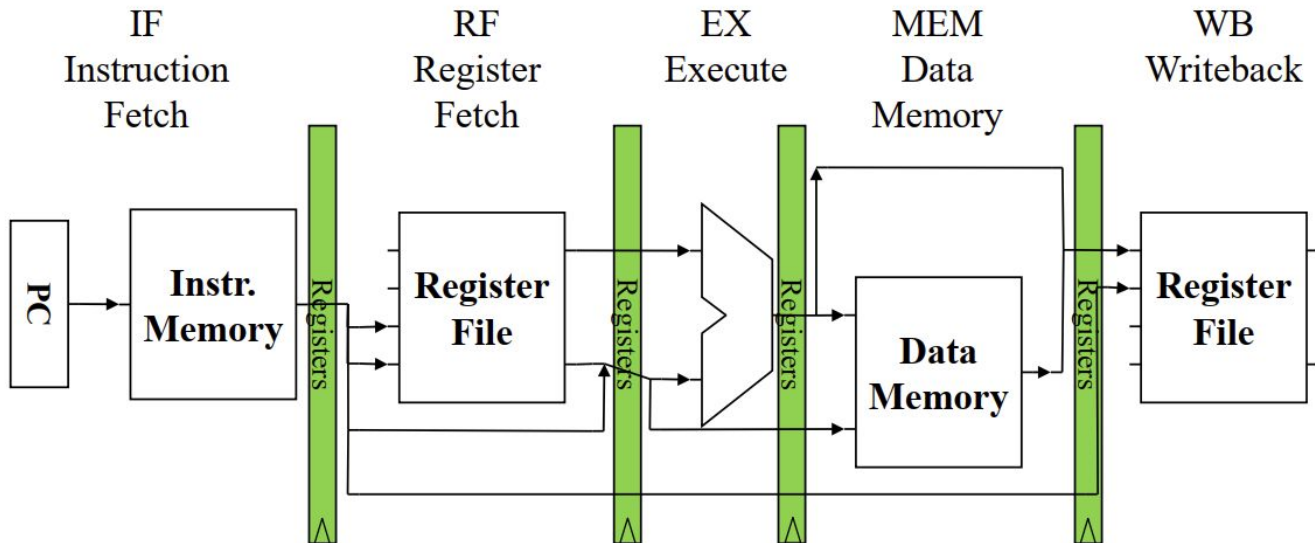 IF
Instruction
Fetch
RF
Register
Fetch
EX
Execute
MEM
Data
Memory
WB
Writeback
PC
Instr.
Memory
Registers
Register
File
Registers
Registers
Data
Memory
Registers
Register
File